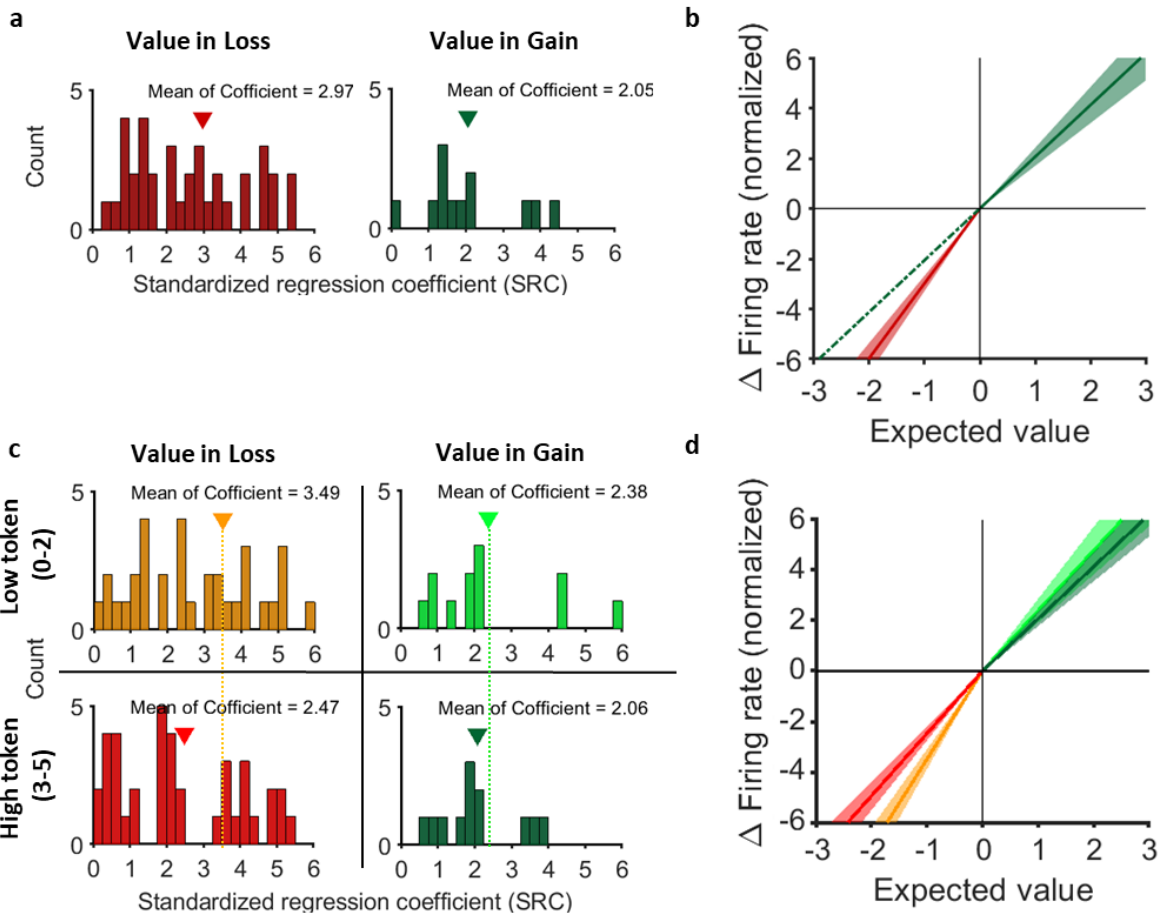 a
Value in Loss
Value in Gain
Mean of Cofficient = 2.97
Mean of Cofficient = 2.05
5
0
Count
0 1 2 3 4 5 6
5
0
0 1 2 3 4 5 6
Standardized regression coefficient (SRC)
b
6
4
2
0
-2
-4
-6
△ Firing rate (normalized)
-3 -2 -1 0 1 2 3
Expected value
c
Value in Loss
Value in Gain
Low token
(0-2)
Mean of Cofficient = 3.49
Mean of Cofficient = 2.38
5
0
0 1 2 3 4 5 6
5
0
0 1 2 3 4 5 6
Count
High token
(3-5)
Mean of Cofficient = 2.47
Mean of Cofficient = 2.06
5
0
0 1 2 3 4 5 6
5
0
0 1 2 3 4 5 6
Standardized regression coefficient (SRC)
d
6
4
2
0
-2
-4
-6
△ Firing rate (normalized)
-3 -2 -1 0 1 2 3
Expected value